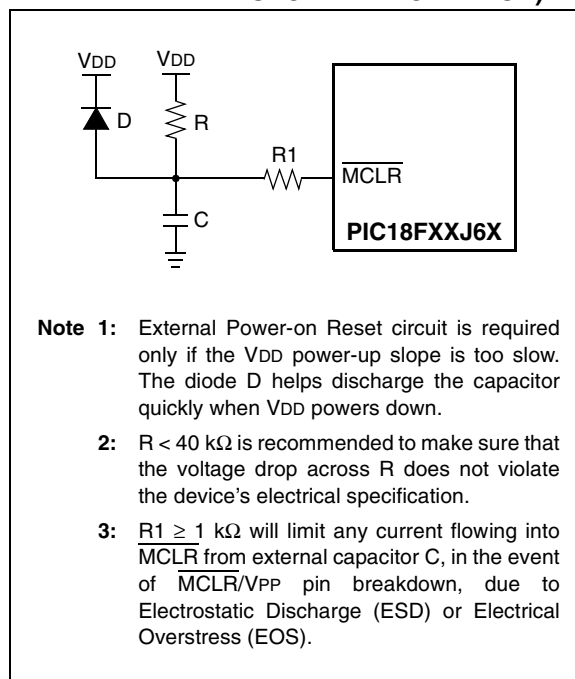 VDD VDD
D R
R1
MCLR
C
PIC18FXXJ6X
Note 1: External Power-on Reset circuit is required
only if the VDD power-up slope is too slow.
The diode D helps discharge the capacitor
quickly when VDD powers down.
2: R < 40 kΩ is recommended to make sure that
the voltage drop across R does not violate
the device's electrical specification.
3: R1 ≥ 1 kΩ will limit any current flowing into
MCLR from external capacitor C, in the event
of MCLR/VPP pin breakdown, due to
Electrostatic Discharge (ESD) or Electrical
Overstress (EOS).